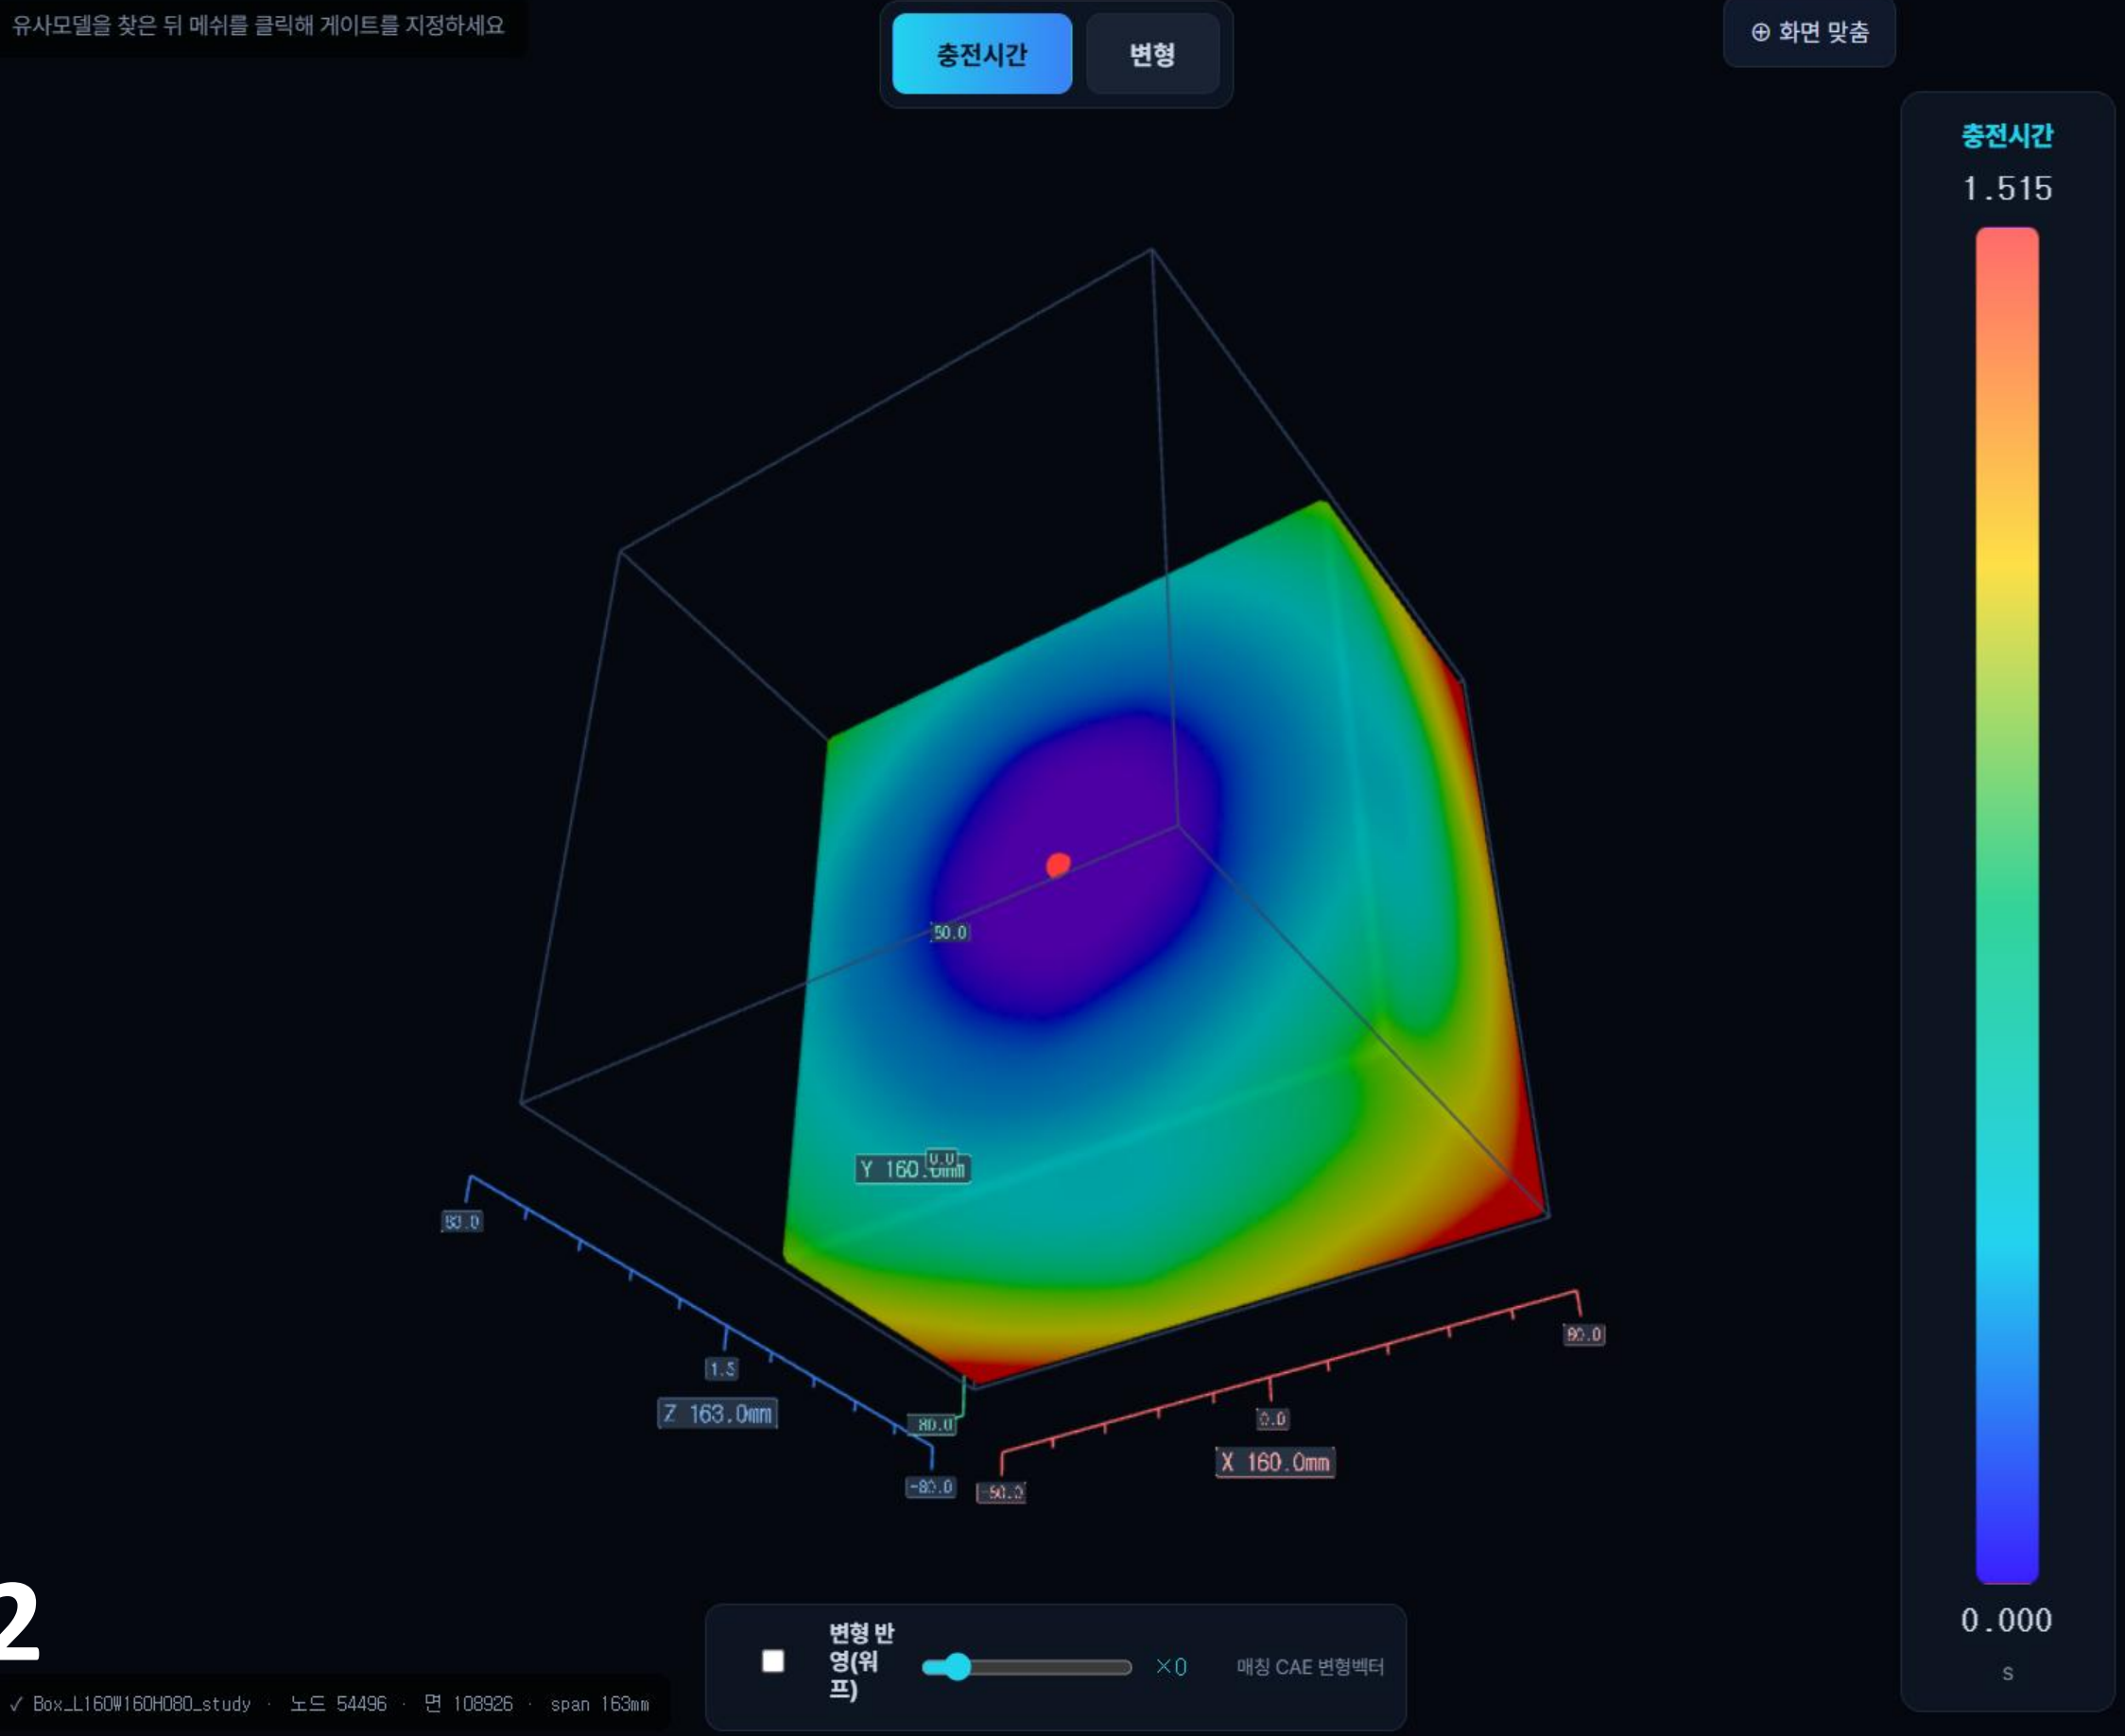 유사모델을 찾은 뒤 메쉬를 클릭해 게이트를 지정하세요
충전시간
변형
⊕ 화면 맞춤
충전시간
1.515
50.0
Y 160.0mm
0.0
1.5
Z 163.0mm
80.0
-80.0
0.0
X 160.0mm
0.000
s
2
변형 반
영(워
프)
×0
매칭 CAE 변형벡터
✓ Box_L160W160H080_study · 노드 54496 · 면 108926 · span 163mm